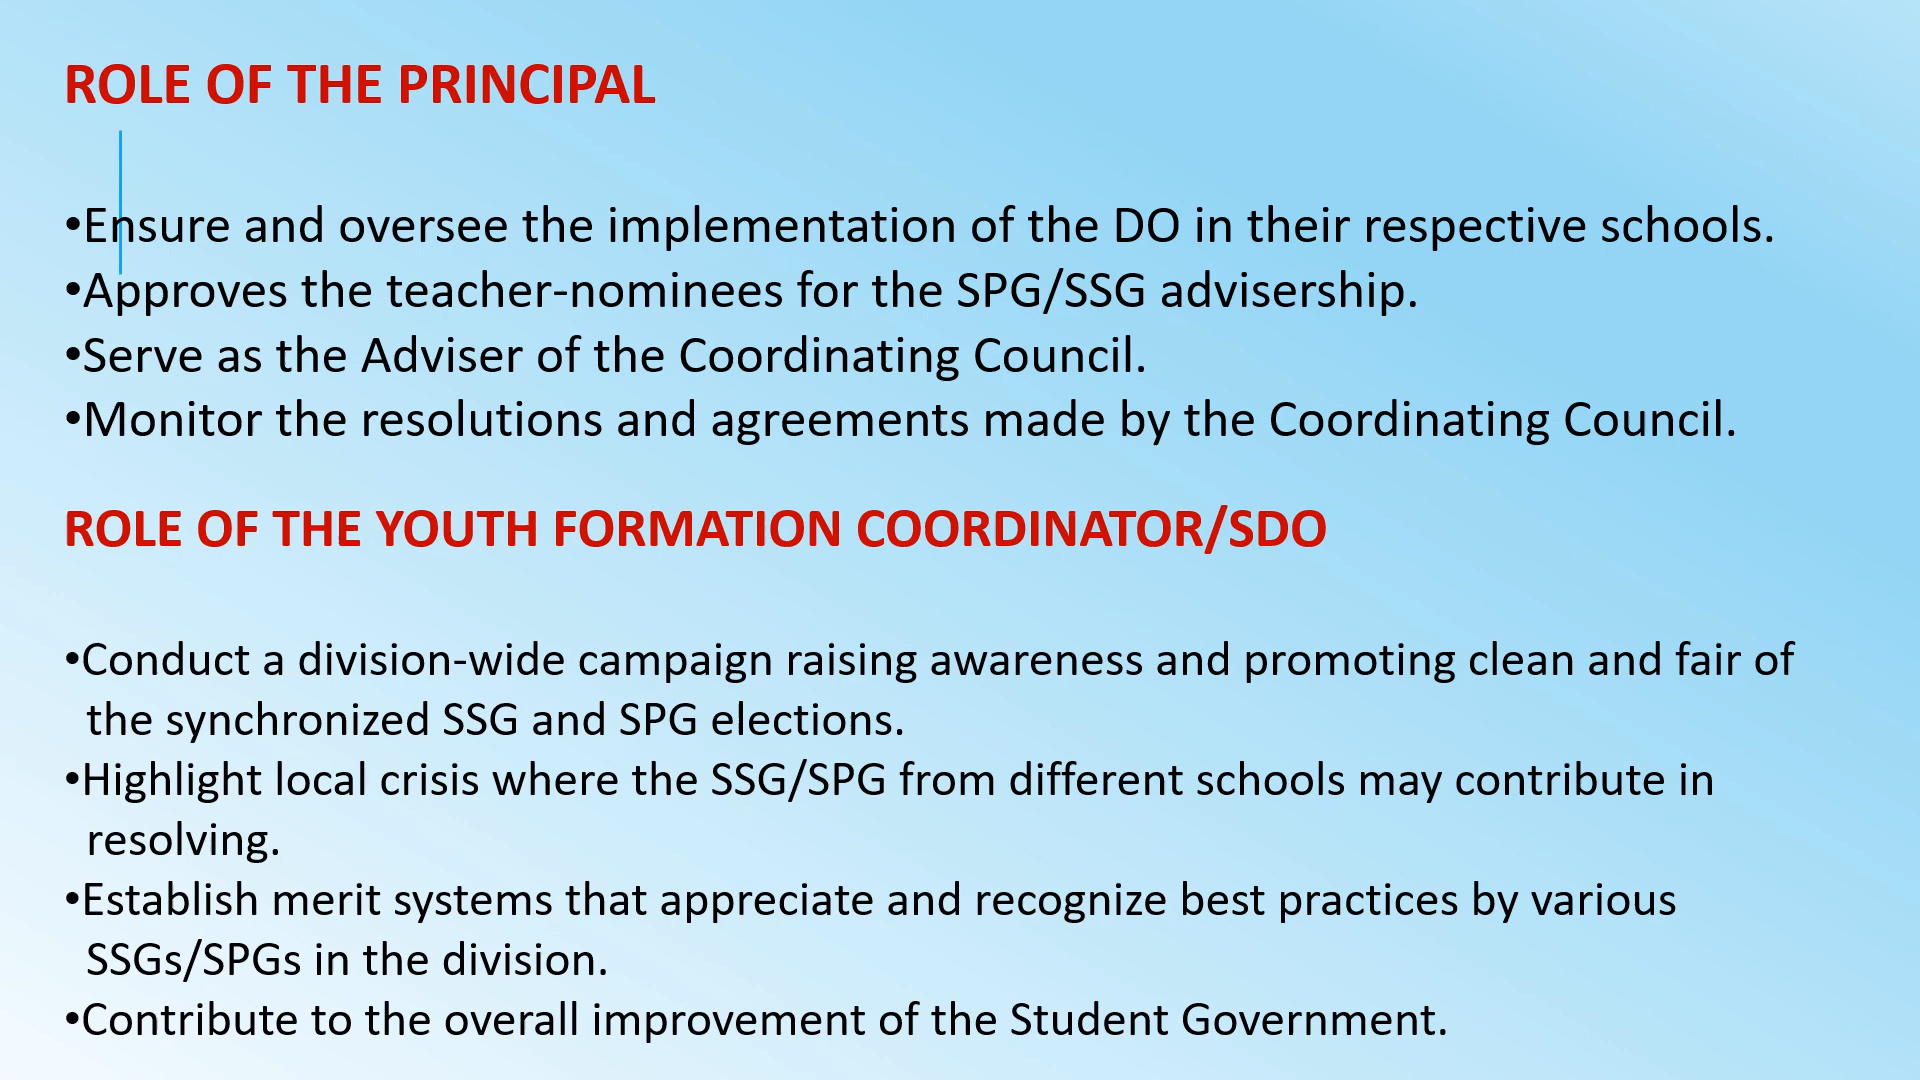 ROLE OF THE PRINCIPAL
•Ensure and oversee the implementation of the DO in their respective schools.
•Approves the teacher-nominees for the SPG/SSG advisership.
•Serve as the Adviser of the Coordinating Council.
•Monitor the resolutions and agreements made by the Coordinating Council.
ROLE OF THE YOUTH FORMATION COORDINATOR/SDO
•Conduct a division-wide campaign raising awareness and promoting clean and fair of
the synchronized SSG and SPG elections.
•Highlight local crisis where the SSG/SPG from different schools may contribute in
resolving.
•Establish merit systems that appreciate and recognize best practices by various
SSGs/SPGs in the division.
•Contribute to the overall improvement of the Student Government.